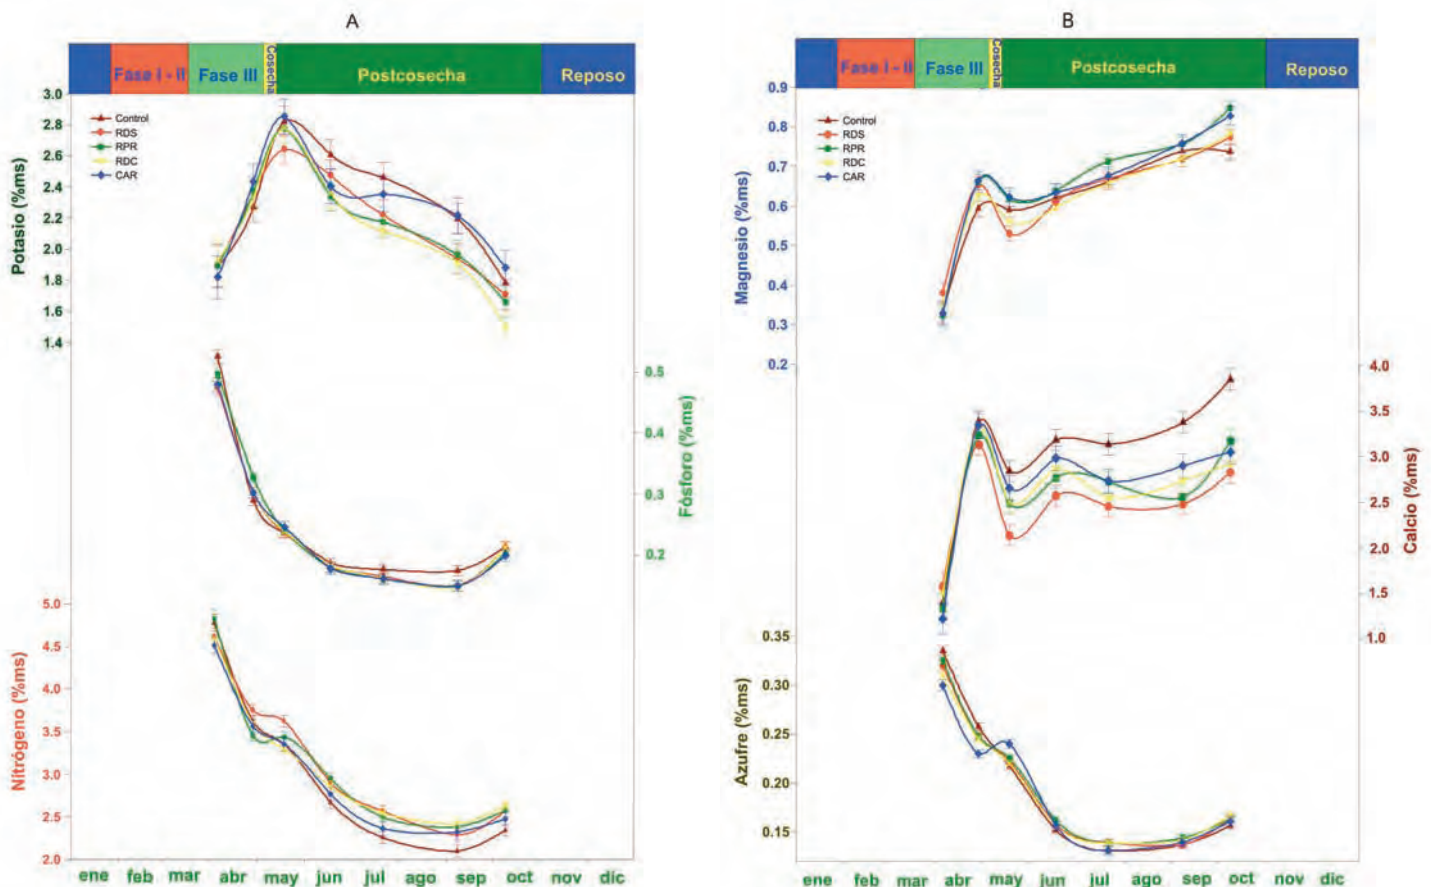 A
Fase I - II
Fase III
Cosecha
Postcosecha
Reposo
3.0
2.8
2.6
2.4
2.2
2.0
1.8
1.6
1.4
Potasio (%ms)
Control
RDS
RPR
RDC
CAR
0.5
0.4
0.3
0.2
Fósforo (%ms)
5.0
4.5
4.0
3.5
3.0
2.5
2.0
Nitrógeno (%ms)
ene feb mar abr may jun jul ago sep oct nov dic
B
Fase I - II
Fase III
Cosecha
Postcosecha
Reposo
0.9
0.8
0.7
0.6
0.5
0.4
0.3
0.2
Magnesio (%ms)
Control
RDS
RPR
RDC
CAR
4.0
3.5
3.0
2.5
2.0
1.5
1.0
Calcio (%ms)
0.35
0.30
0.25
0.20
0.15
Azufre (%ms)
ene feb mar abr may jun jul ago sep oct nov dic